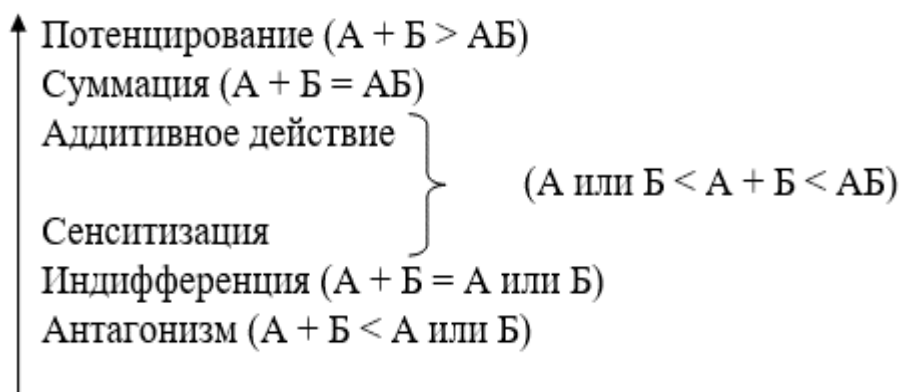 Потенцирование (А + Б > АБ)
Суммация (А + Б = АБ)
Аддитивное действие
(А или Б < А + Б < АБ)
Сенситизация
Индифференция (А + Б = А или Б)
Антагонизм (А + Б < А или Б)